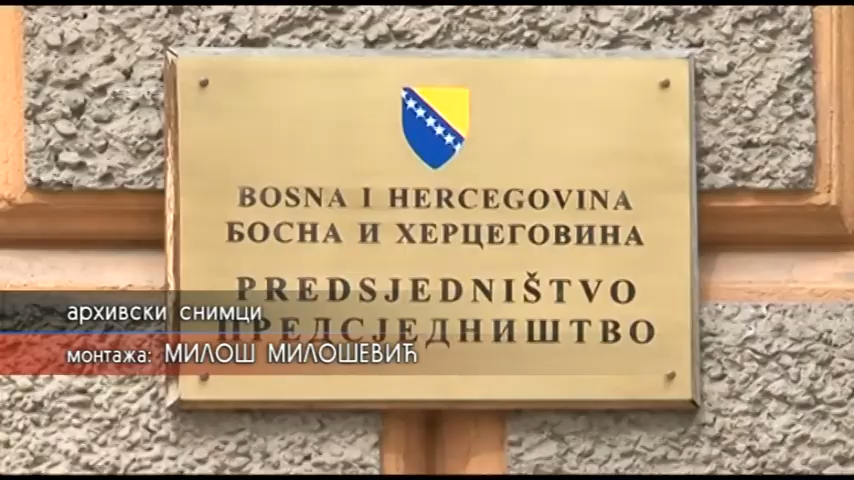 BOSNA I HERCEGOVINA
БОСНА И ХЕРЦЕГОВИНА
PREDSJEDNIŠTVO
ПРЕДСЈЕДНИШТВО
архивски снимци
монтажа: МИЛОШ МИЛОШЕВИЋ